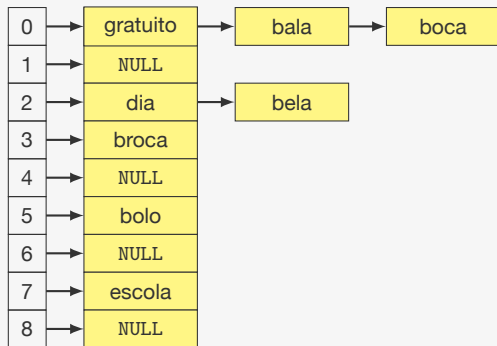 0 gratuito bala boca
1 NULL
2 dia bela
3 broca
4 NULL
5 bolo
6 NULL
7 escola
8 NULL